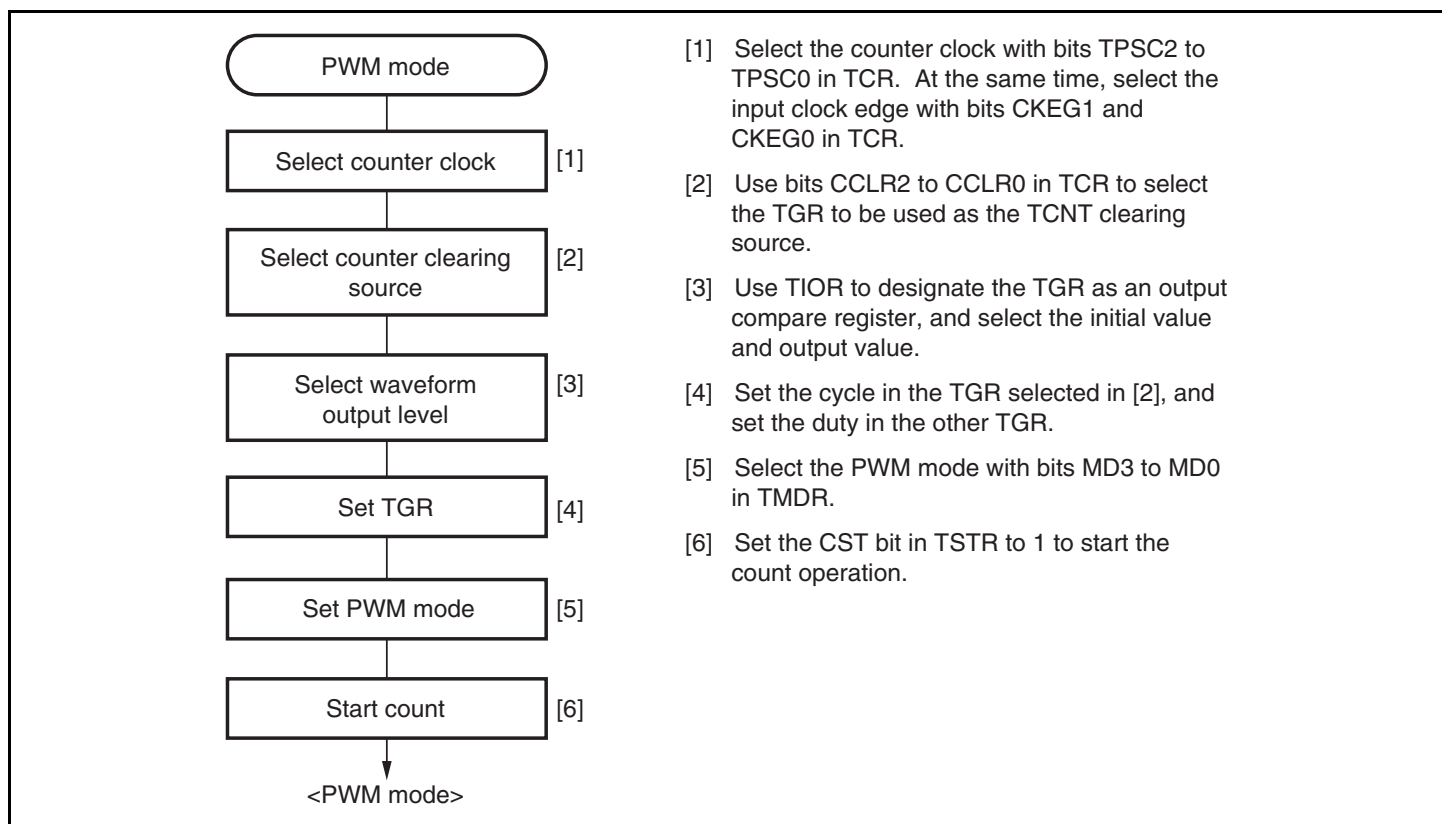 PWM mode
Select counter clock
[1]
Select counter clearing
source
[2]
Select waveform
output level
[3]
Set TGR
[4]
Set PWM mode
[5]
Start count
[6]
<PWM mode>
[1] Select the counter clock with bits TPSC2 to
TPSC0 in TCR. At the same time, select the
input clock edge with bits CKEG1 and
CKEG0 in TCR.
[2] Use bits CCLR2 to CCLR0 in TCR to select
the TGR to be used as the TCNT clearing
source.
[3] Use TIOR to designate the TGR as an output
compare register, and select the initial value
and output value.
[4] Set the cycle in the TGR selected in [2], and
set the duty in the other TGR.
[5] Select the PWM mode with bits MD3 to MD0
in TMDR.
[6] Set the CST bit in TSTR to 1 to start the
count operation.